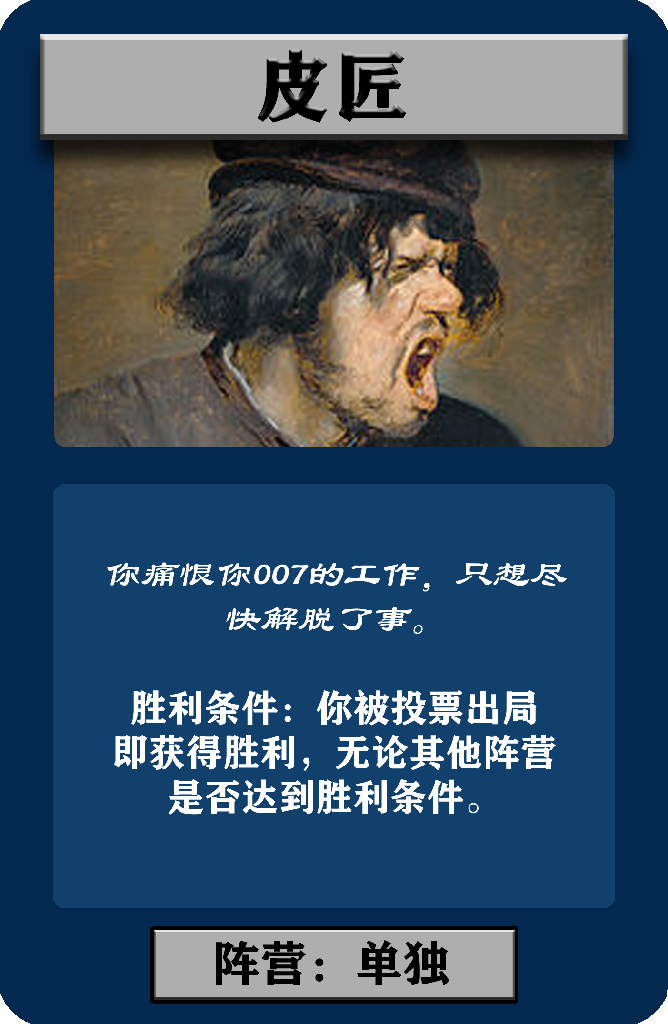 皮匠
你痛恨你007的工作，只想尽
快解脱了事。
胜利条件：你被投票出局
即获得胜利，无论其他阵营
是否达到胜利条件。
阵营：单独